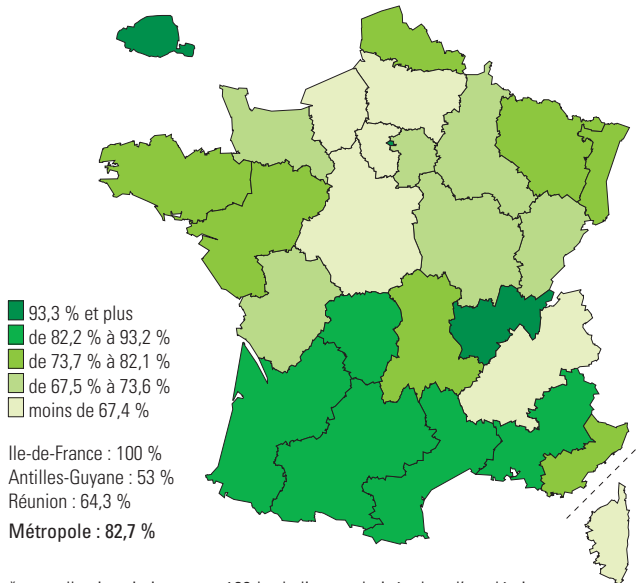 93,3 % et plus
de 82,2 % à 93,2 %
de 73,7 % à 82,1 %
de 67,5 % à 73,6 %
moins de 67,4 %
Ile-de-France : 100 %
Antilles-Guyane : 53 %
Réunion : 64,3 %
Métropole : 82,7 %